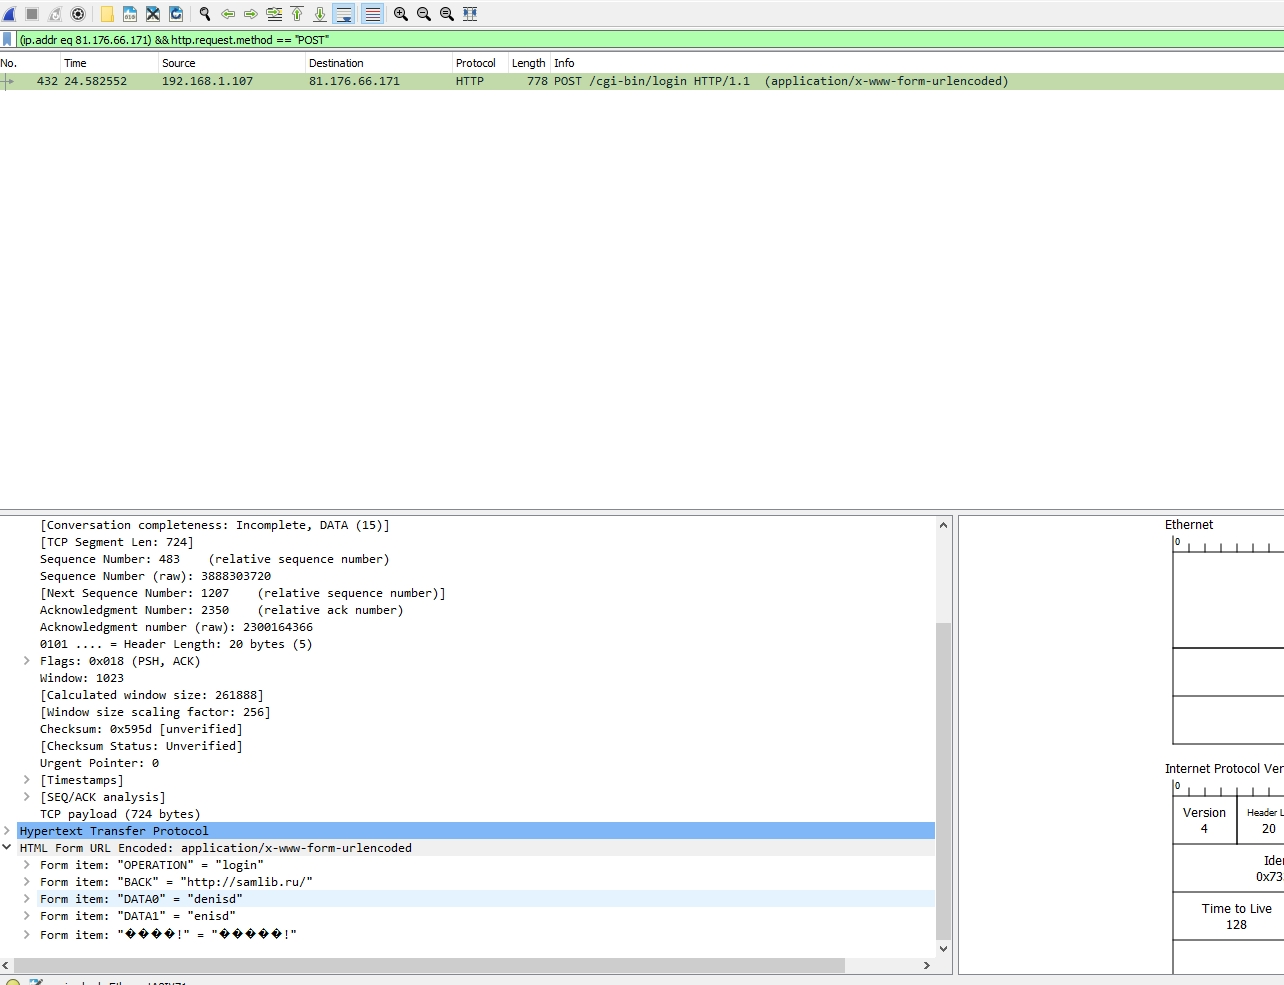 (ip.addr eq 81.176.66.171) && http.request.method == "POST"
No. Time Source Destination Protocol Length Info
432 24.582552 192.168.1.107 81.176.66.171 HTTP 778 POST /cgi-bin/login HTTP/1.1 (application/x-www-form-urlencoded)
[Conversation completeness: Incomplete, DATA (15)]
[TCP Segment Len: 724]
Sequence Number: 483 (relative sequence number)
Sequence Number (raw): 3888303720
[Next Sequence Number: 1207 (relative sequence number)]
Acknowledgment Number: 2350 (relative ack number)
Acknowledgment number (raw): 2300164366
0101 .... = Header Length: 20 bytes (5)
Flags: 0x018 (PSH, ACK)
Window: 1023
[Calculated window size: 261888]
[Window size scaling factor: 256]
Checksum: 0x595d [unverified]
[Checksum Status: Unverified]
Urgent Pointer: 0
[Timestamps]
[SEQ/ACK analysis]
TCP payload (724 bytes)
Hypertext Transfer Protocol
HTML Form URL Encoded: application/x-www-form-urlencoded
Form item: "OPERATION" = "login"
Form item: "BACK" = "http://samlib.ru/"
Form item: "DATA0" = "denisd"
Form item: "DATA1" = "enisd"
Form item: "����!" = "�����!"
Ethernet
0
Internet Protocol Ver
0
Version
4
Header L
20
Ide
0x73
Time to Live
128